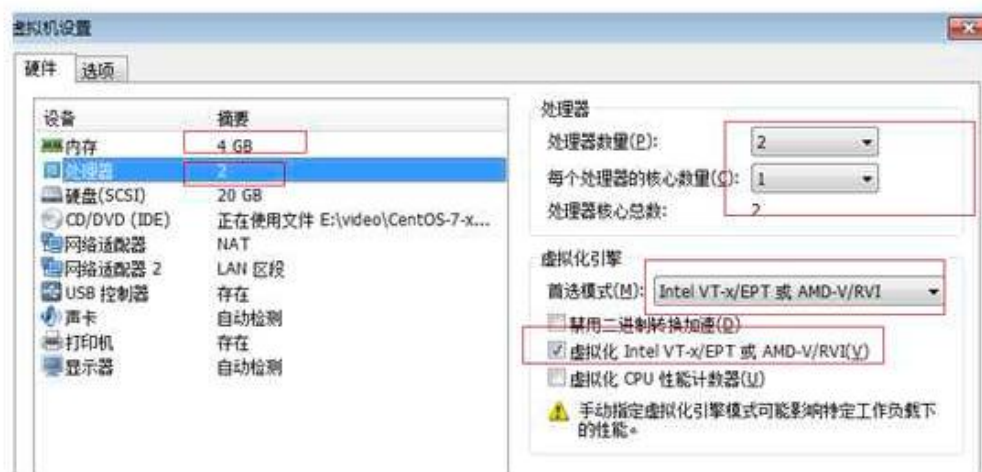 虚拟机设置
硬件 选项
设备 摘要
内存 4 GB
处理器 2
硬盘(SCSI) 20 GB
CD/DVD (IDE) 正在使用文件 E:\video\CentOS-7-x...
网络适配器 NAT
网络适配器 2 LAN 区段
USB 控制器 存在
声卡 自动检测
打印机 存在
显示器 自动检测
处理器
处理器数量(P): 2
每个处理器的核心数量(C): 1
处理器核心总数: 2
虚拟化引擎
首选模式(M): Intel VT-x/EPT 或 AMD-V/RVI
禁用二进制转换加速(D)
虚拟化 Intel VT-x/EPT 或 AMD-V/RVI(V)
虚拟化 CPU 性能计数器(U)
手动指定虚拟化引擎模式可能影响特定工作负载下
的性能。